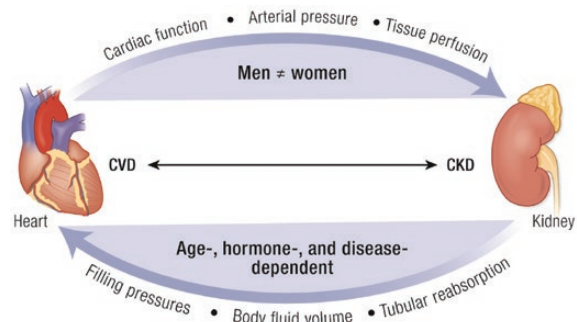 Cardiac function • Arterial pressure • Tissue perfusion
Men ≠ women
CVD
CKD
Heart
Kidney
Age-, hormone-, and disease-
dependent
Filling pressures • Body fluid volume • Tubular reabsorption